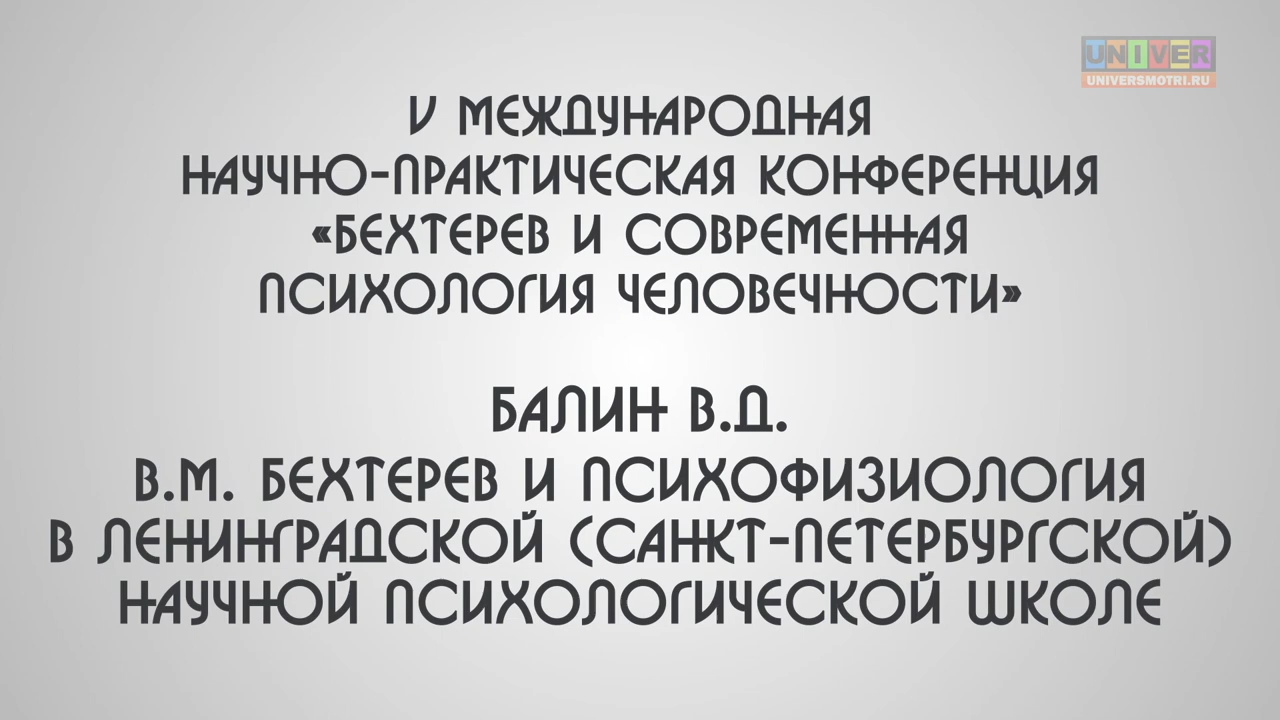 UNIVER
UNIVERSMOTRI.RU
V МЕЖДУНАРОДНАЯ
НАУЧНО-ПРАКТИЧЕСКАЯ КОНФЕРЕНЦИЯ
«БЕХТЕРЕВ И СОВРЕМЕННАЯ
ПСИХОЛОГИЯ ЧЕЛОВЕЧНОСТИ»
БАЛИН В.Д.
В.М. БЕХТЕРЕВ И ПСИХОФИЗИОЛОГИЯ
В ЛЕНИНГРАДСКОЙ (САНКТ-ПЕТЕРБУРГСКОЙ)
НАУЧНОЙ ПСИХОЛОГИЧЕСКОЙ ШКОЛЕ